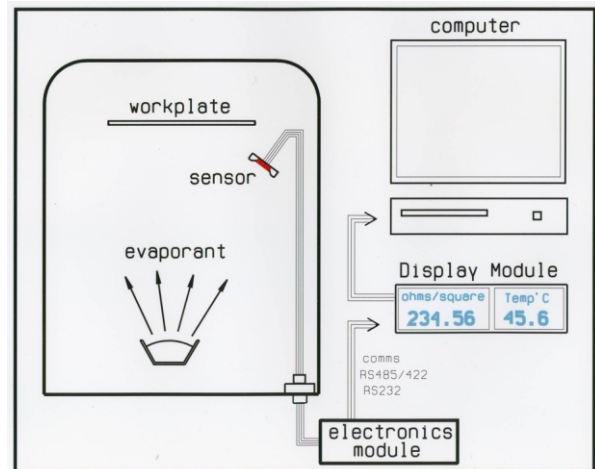 computer
workplate
sensor
evaporant
Display Module
ohms/square Temp°C
234.56 45.6
comms
RS485/422
RS232
electronics
module